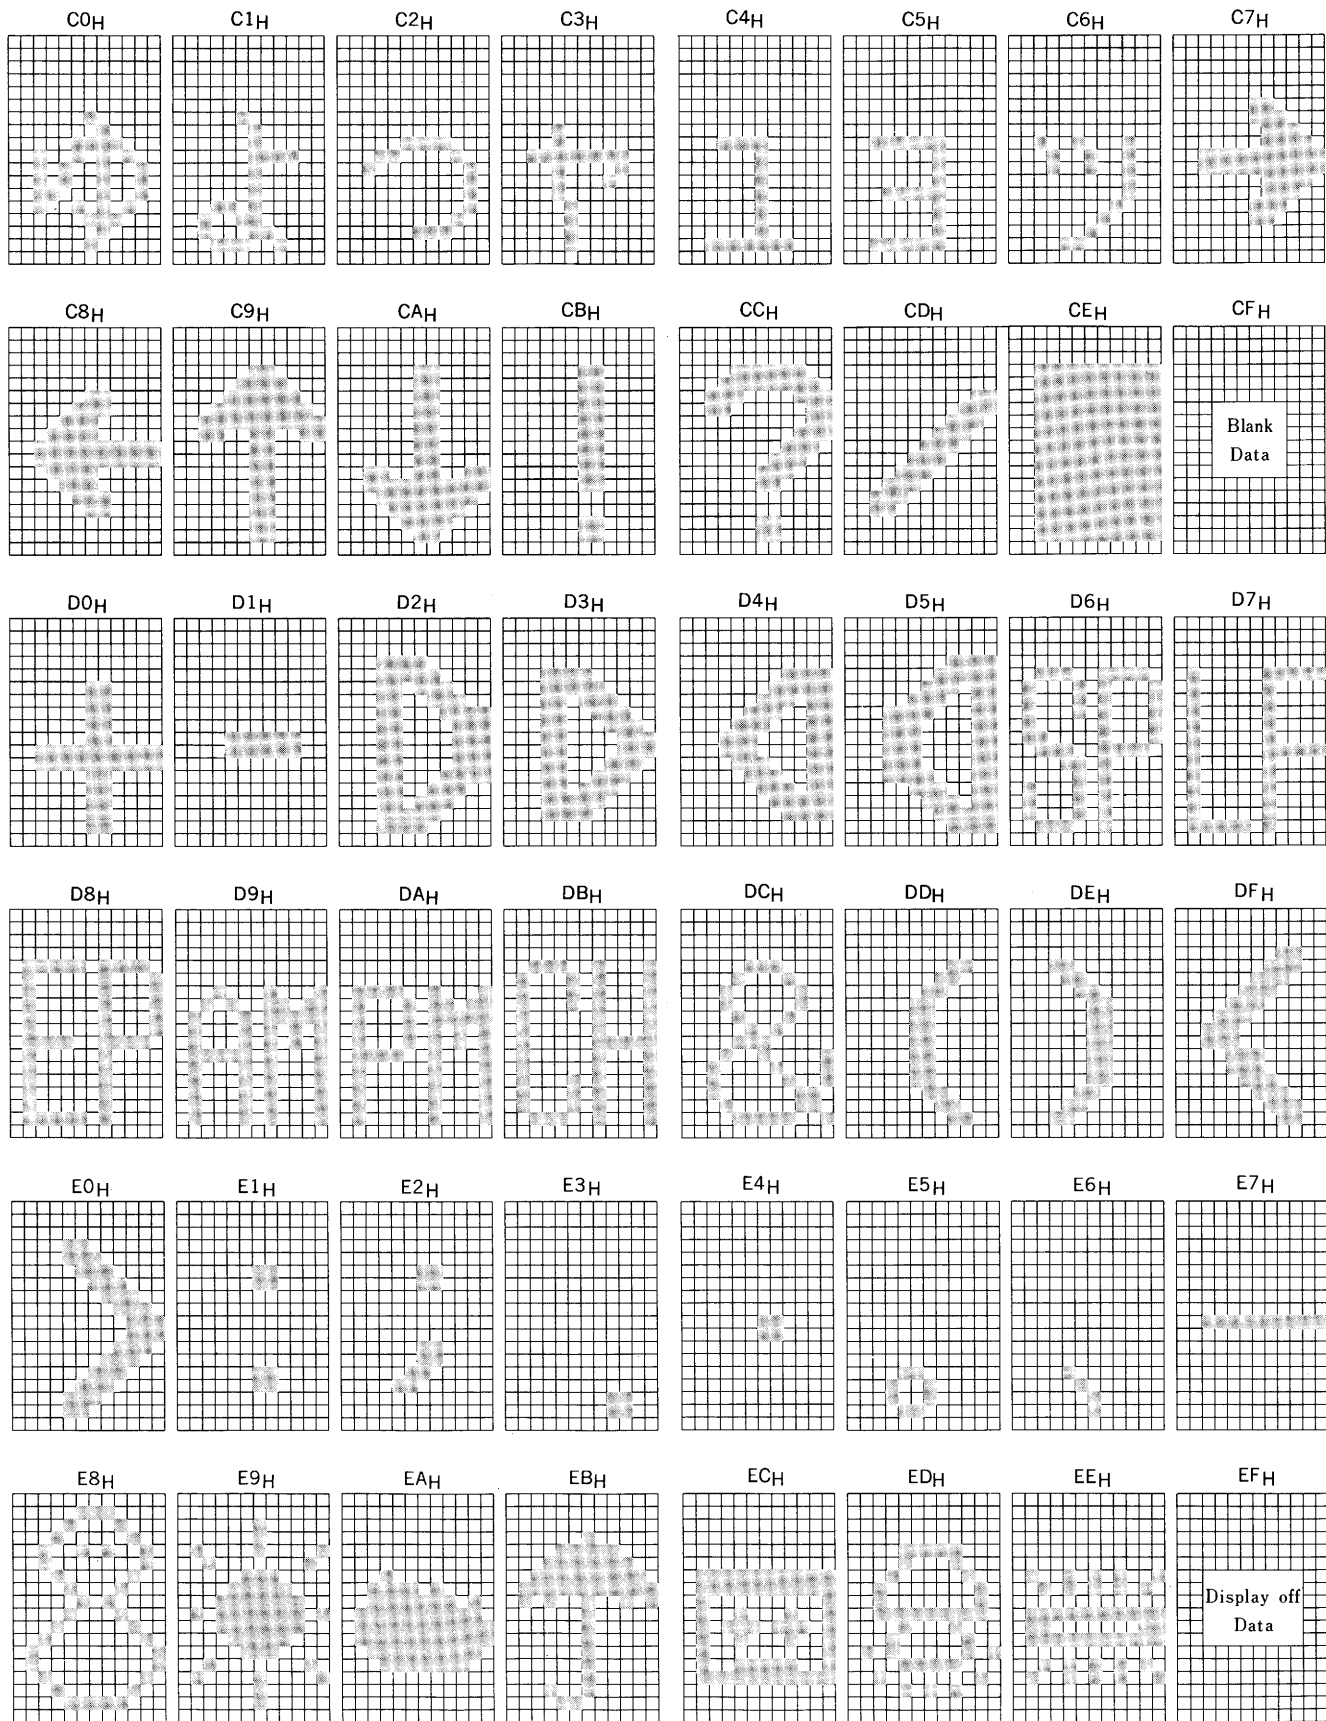 C0H C1H C2H C3H C4H C5H C6H C7H
C8H C9H CAH CBH CCH CDH CEH CFH
Blank
Data
D0H D1H D2H D3H D4H D5H D6H D7H
D8H D9H DAH DBH DCH DDH DEH DFH
E0H E1H E2H E3H E4H E5H E6H E7H
E8H E9H EAH EBH ECH EDH EEH EFH
Display off
Data